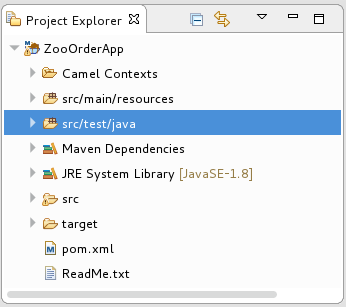 Project Explorer
ZooOrderApp
Camel Contexts
src/main/resources
src/test/java
Maven Dependencies
JRE System Library [JavaSE-1.8]
src
target
pom.xml
ReadMe.txt